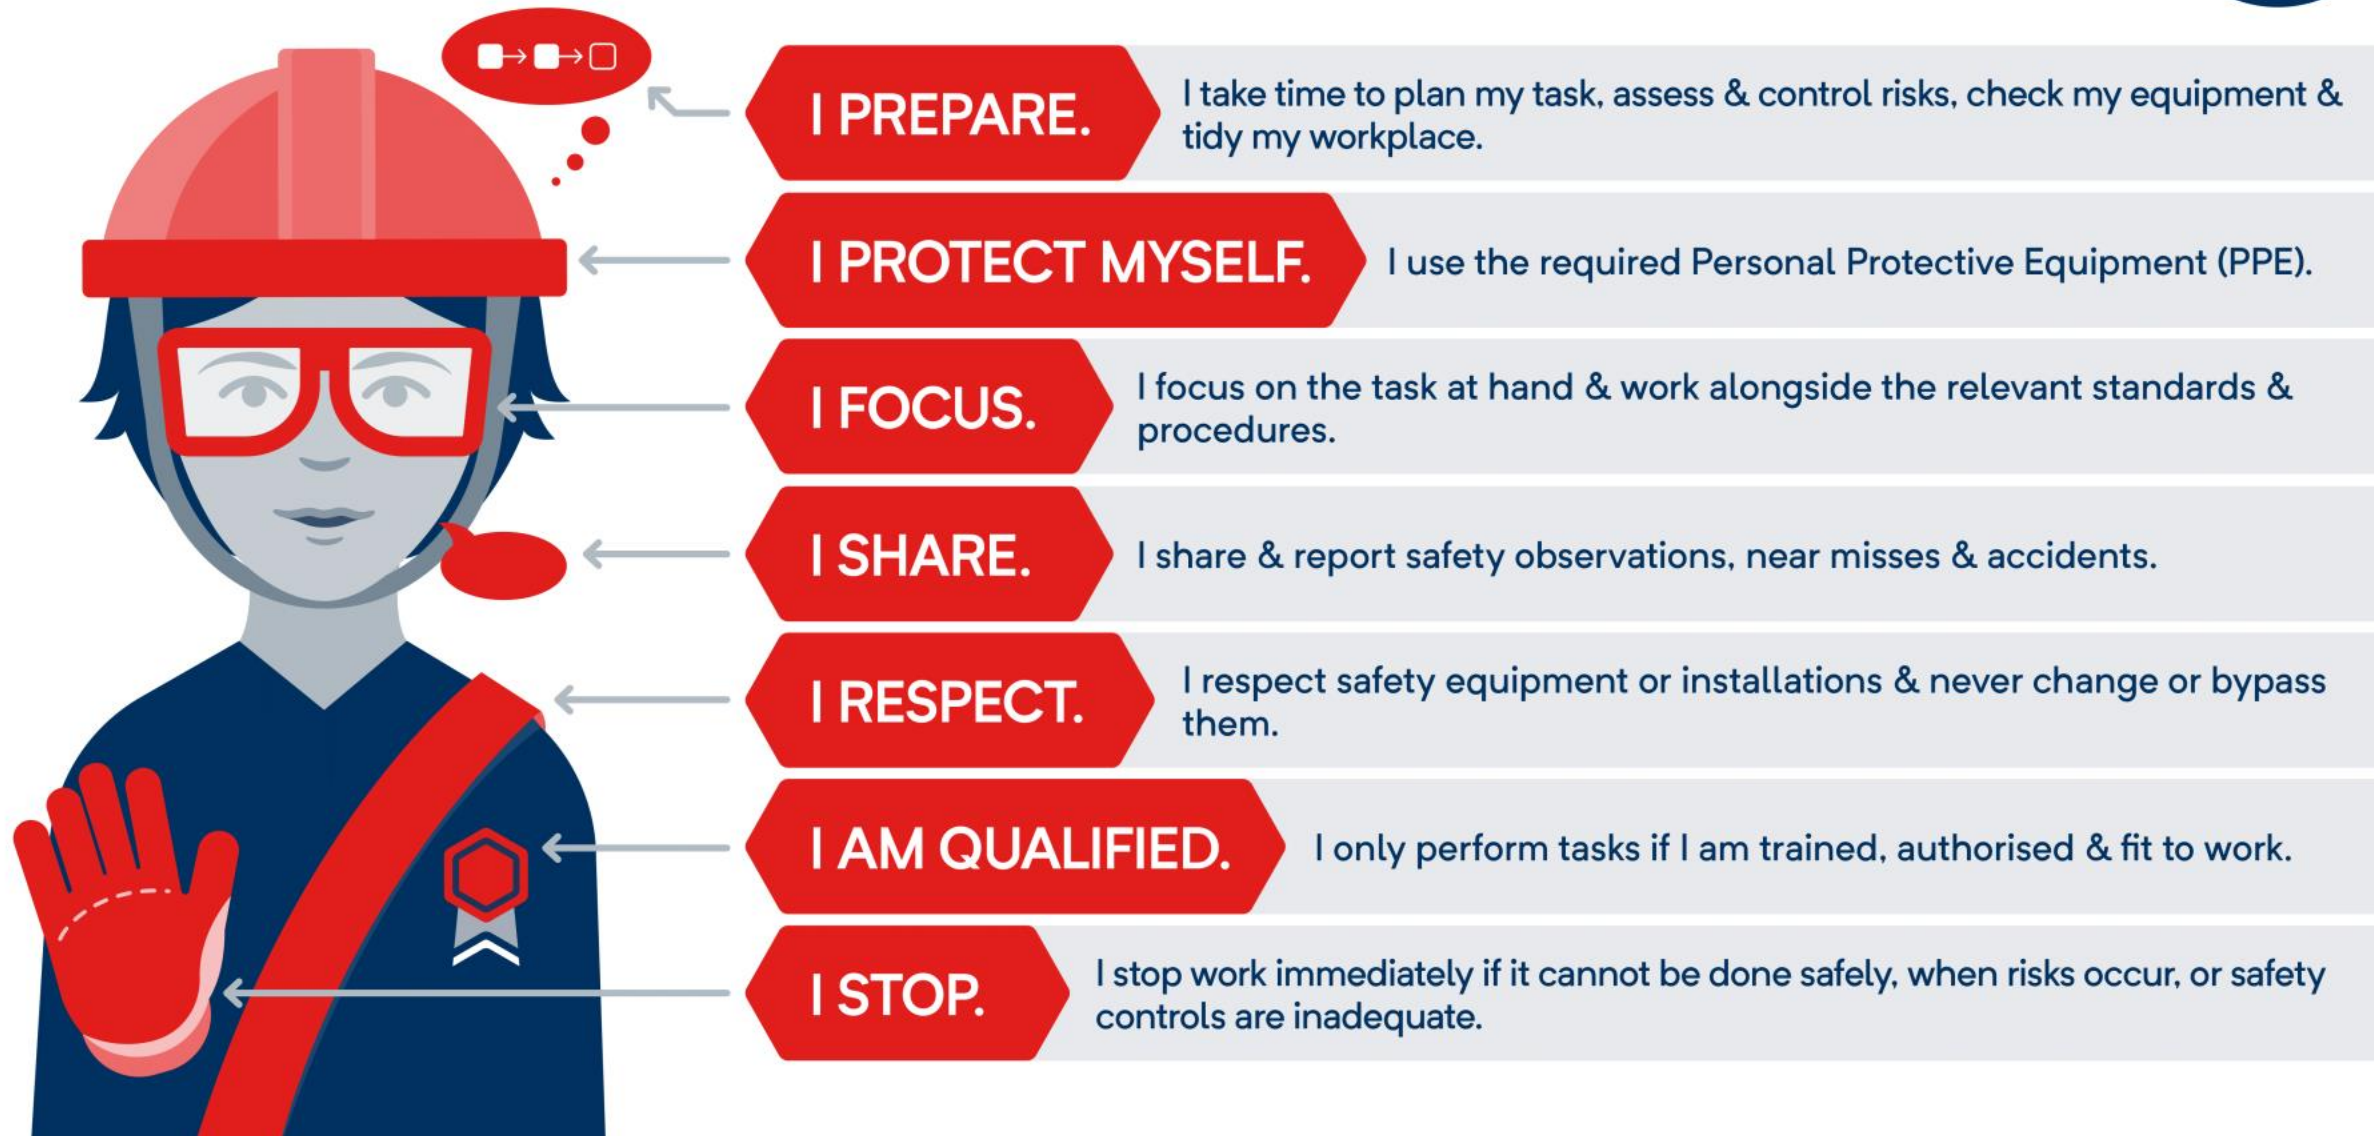 I PREPARE.
I take time to plan my task, assess & control risks, check my equipment &
tidy my workplace.
I PROTECT MYSELF.
I use the required Personal Protective Equipment (PPE).
I FOCUS.
I focus on the task at hand & work alongside the relevant standards &
procedures.
I SHARE.
I share & report safety observations, near misses & accidents.
I RESPECT.
I respect safety equipment or installations & never change or bypass
them.
I AM QUALIFIED.
I only perform tasks if I am trained, authorised & fit to work.
I STOP.
I stop work immediately if it cannot be done safely, when risks occur, or safety
controls are inadequate.